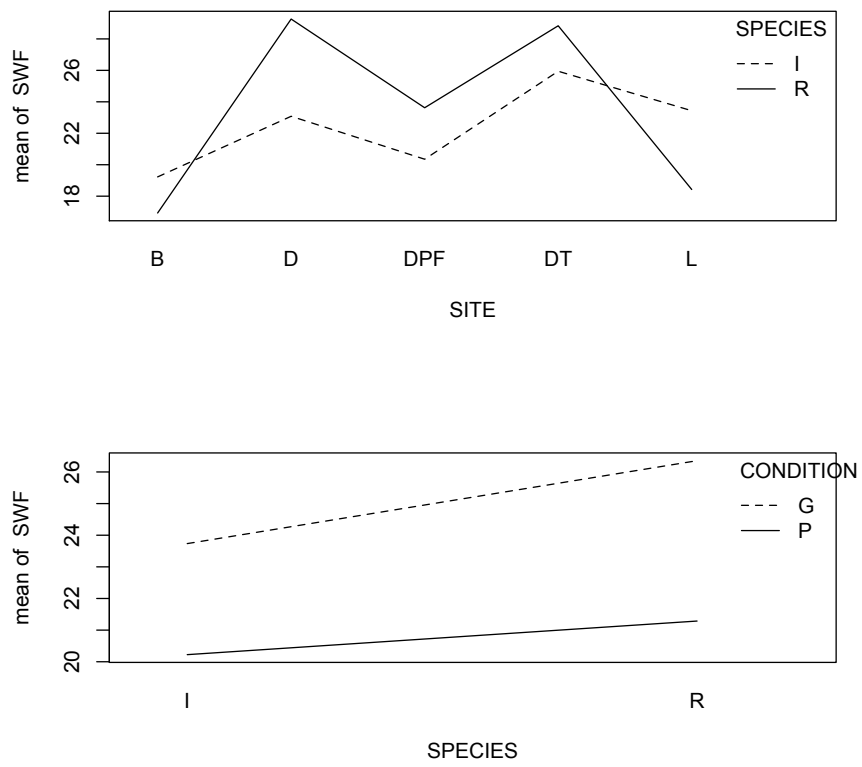 mean of SWF
26
22
18
SPECIES
I
R
B D DPF DT L
SITE
mean of SWF
26
24
22
20
CONDITION
G
P
I R
SPECIES